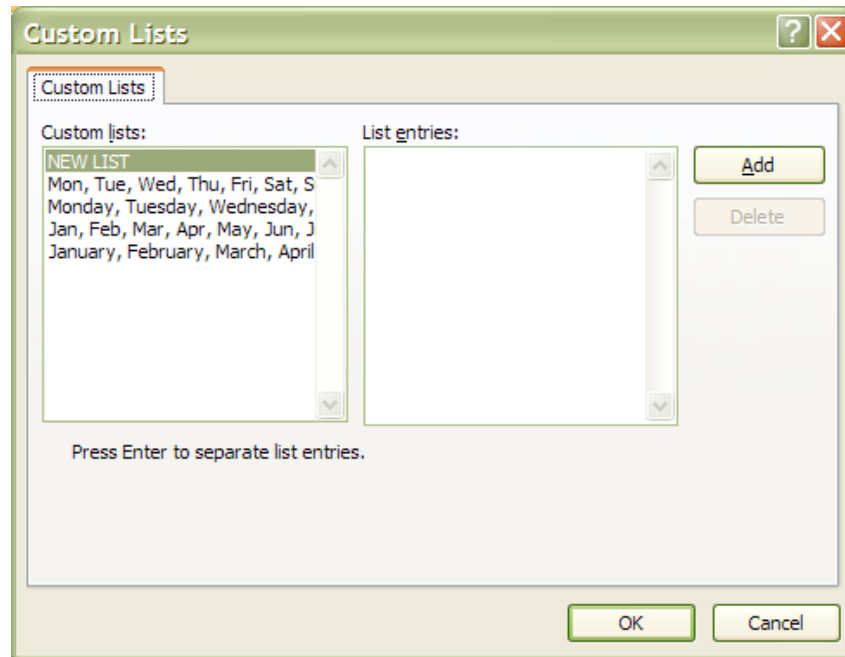 Custom Lists
?
Custom Lists
Custom lists:
List entries:
NEW LIST
Mon, Tue, Wed, Thu, Fri, Sat, S
Monday, Tuesday, Wednesday,
Jan, Feb, Mar, Apr, May, Jun, J
January, February, March, April
Add
Delete
Press Enter to separate list entries.
OK
Cancel